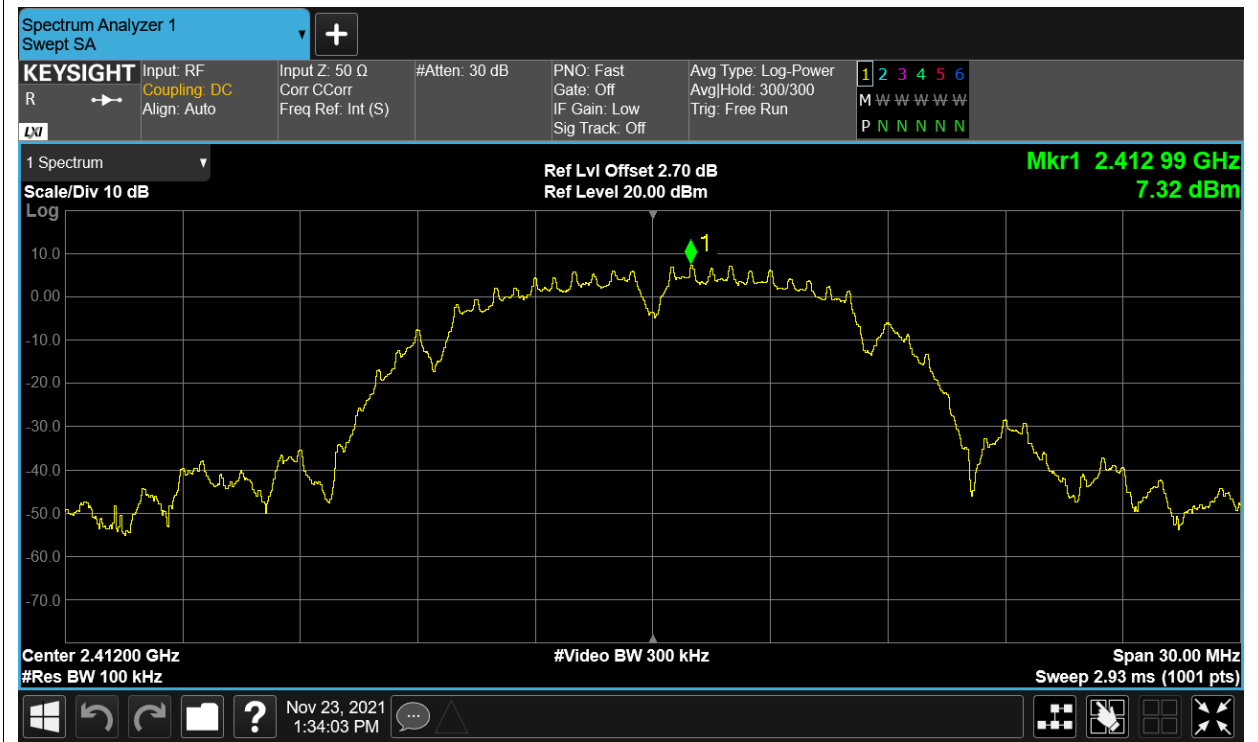 Spectrum Analyzer 1
Swept SA
+
KEYSIGHT
R
LXI
Input: RF
Coupling: DC
Align: Auto
Input Z: 50 Ω
Corr CCorr
Freq Ref: Int (S)
#Atten: 30 dB
PNO: Fast
Gate: Off
IF Gain: Low
Sig Track: Off
Avg Type: Log-Power
Avg|Hold: 300/300
Trig: Free Run
1 2 3 4 5 6
M W W W W W
P N N N N N
1 Spectrum
Scale/Div 10 dB
Log
Ref Lvl Offset 2.70 dB
Ref Level 20.00 dBm
Mkr1 2.412 99 GHz
7.32 dBm
1
10.0
0.00
-10.0
-20.0
-30.0
-40.0
-50.0
-60.0
-70.0
Center 2.41200 GHz
#Res BW 100 kHz
#Video BW 300 kHz
Span 30.00 MHz
Sweep 2.93 ms (1001 pts)
?
Nov 23, 2021
1:34:03 PM